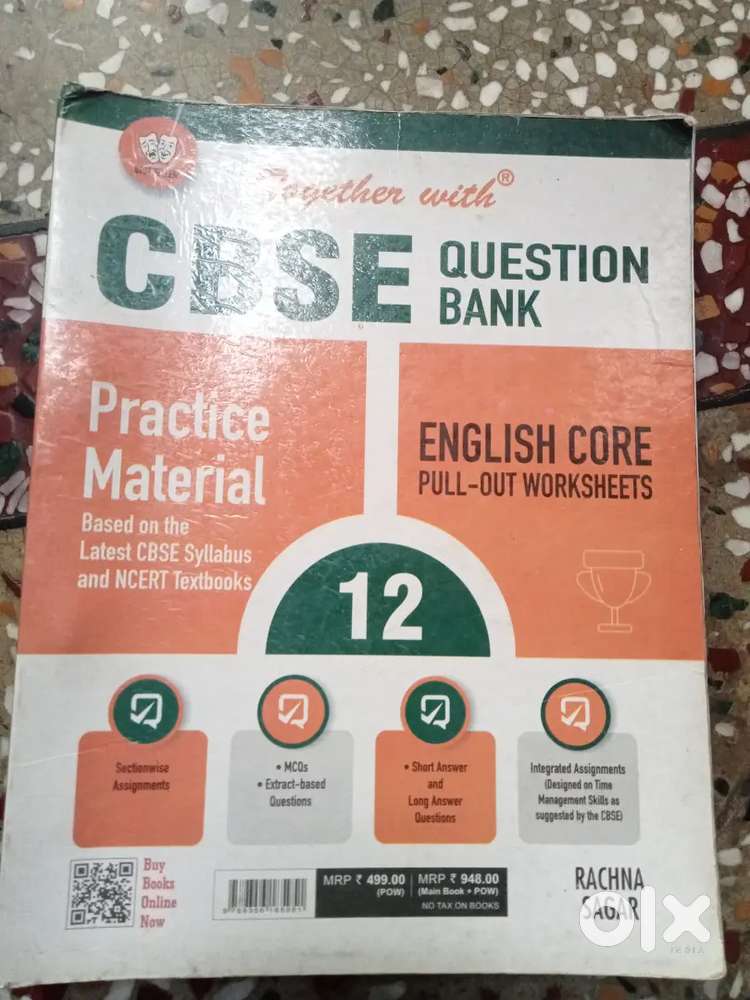 BEST SELLER
Together with®
CBSE QUESTION
BANK
Practice
Material
Based on the
Latest CBSE Syllabus
and NCERT Textbooks
ENGLISH CORE
PULL-OUT WORKSHEETS
12
Sectionwise
Assignments
• MCQs
• Extract-based
Questions
• Short Answer
and
Long Answer
Questions
Integrated Assignments
(Designed on Time
Management Skills as
suggested by the CBSE)
Buy
Books
Online
Now
MRP ₹ 499.00
(POW)
MRP ₹ 948.00
(Main Book + POW)
NO TAX ON BOOKS
RACHNA
SAGAR
olx